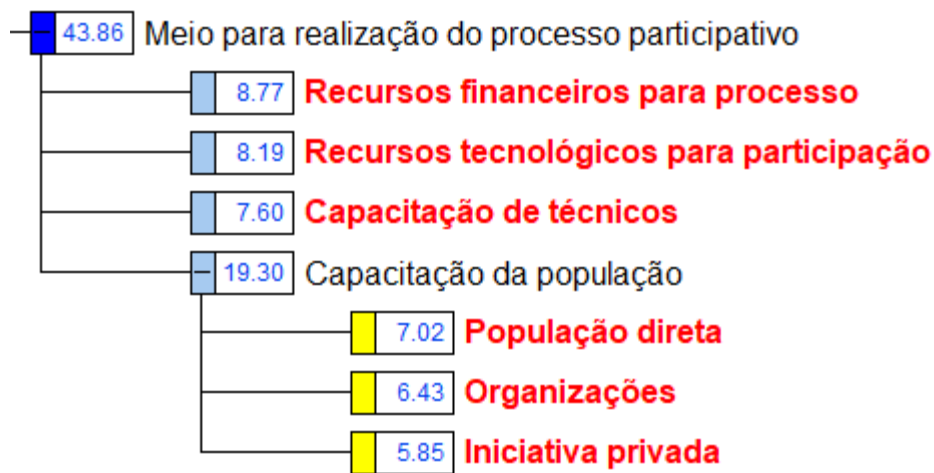 43.86 Meio para realização do processo participativo
8.77 Recursos financeiros para processo
8.19 Recursos tecnológicos para participação
7.60 Capacitação de técnicos
19.30 Capacitação da população
7.02 População direta
6.43 Organizações
5.85 Iniciativa privada